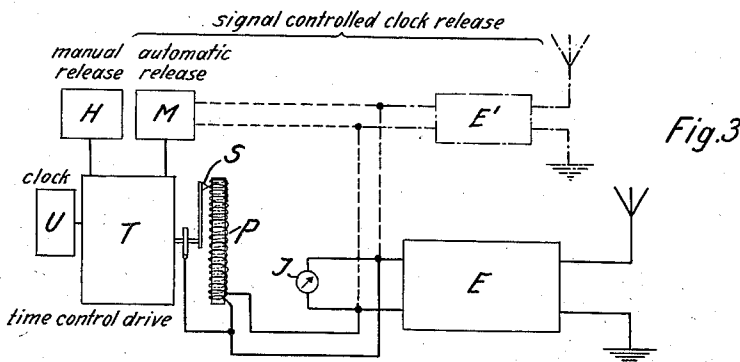 signal controlled clock release
manual release
automatic release
H
M
E'
Fig.3
S
clock
U
T
P
J
E
time control drive